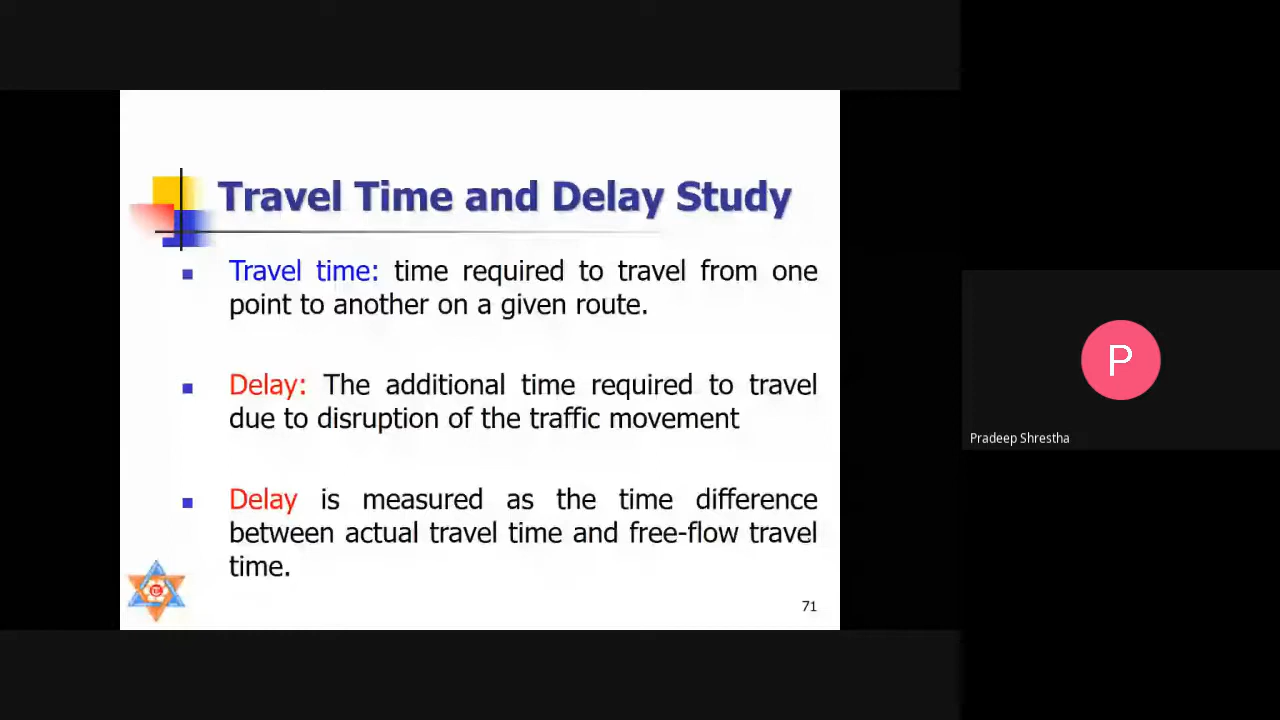 Travel Time and Delay Study
Travel time: time required to travel from one
point to another on a given route.
Delay: The additional time required to travel
due to disruption of the traffic movement
Delay is measured as the time difference
between actual travel time and free-flow travel
time.
71
P
Pradeep Shrestha